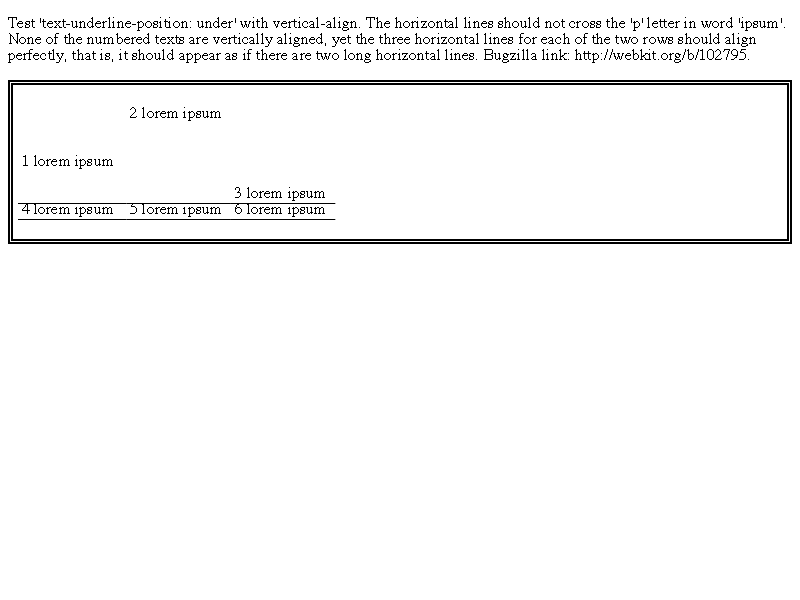 Test 'text-underline-position: under' with vertical-align. The horizontal lines should not cross the 'p' letter in word 'ipsum'.
None of the numbered texts are vertically aligned, yet the three horizontal lines for each of the two rows should align
perfectly, that is, it should appear as if there are two long horizontal lines. Bugzilla link: http://webkit.org/b/102795.
2 lorem ipsum
1 lorem ipsum
3 lorem ipsum
4 lorem ipsum 5 lorem ipsum 6 lorem ipsum